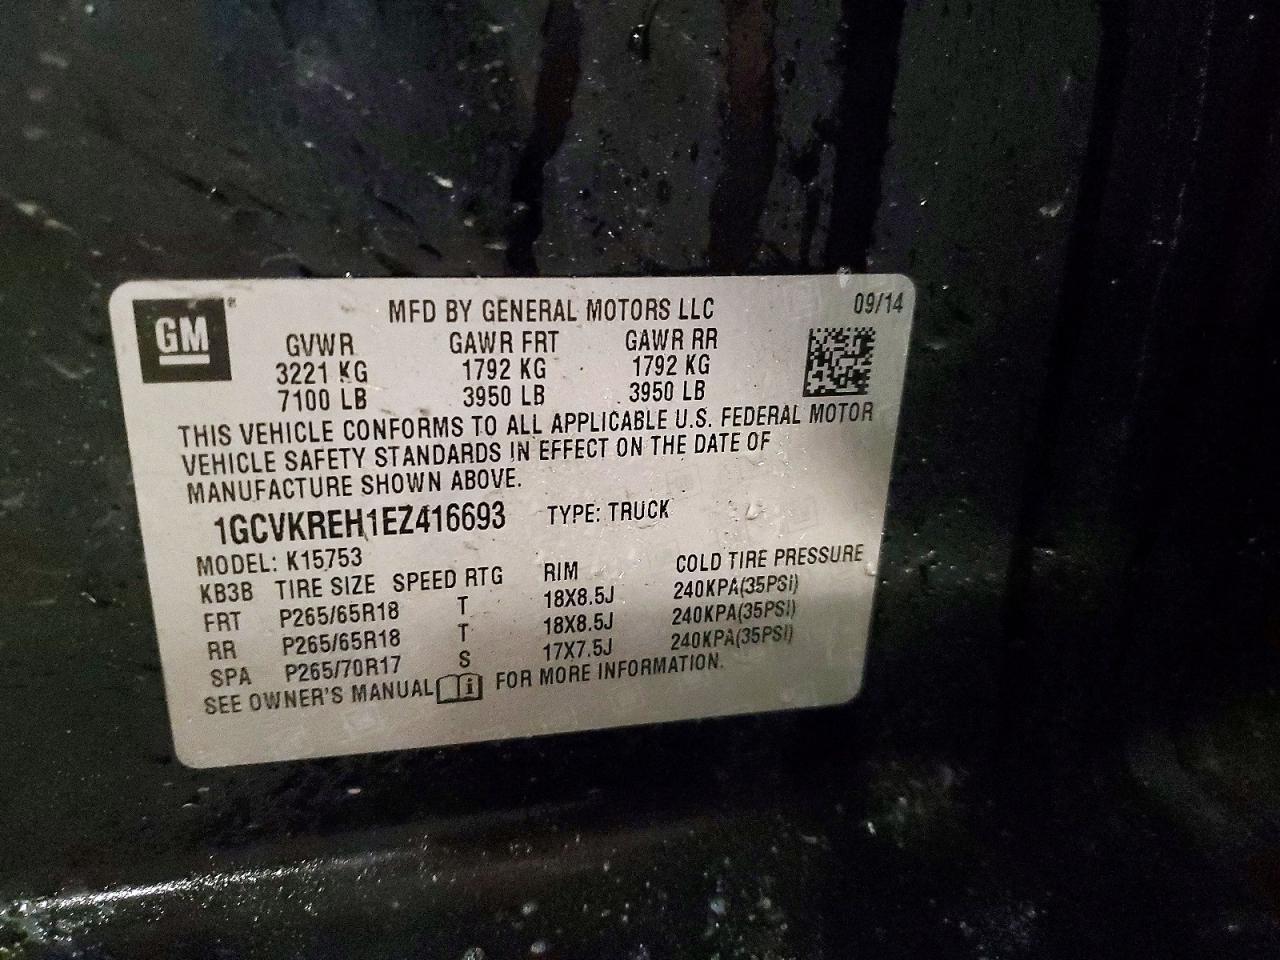 GM®
MFD BY GENERAL MOTORS LLC 09/14
GVWR GAWR FRT GAWR RR
3221 KG 1792 KG 1792 KG
7100 LB 3950 LB 3950 LB
THIS VEHICLE CONFORMS TO ALL APPLICABLE U.S. FEDERAL MOTOR
VEHICLE SAFETY STANDARDS IN EFFECT ON THE DATE OF
MANUFACTURE SHOWN ABOVE.
1GCVKREH1EZ416693 TYPE: TRUCK
MODEL: K15753
KB3B TIRE SIZE SPEED RTG RIM COLD TIRE PRESSURE
FRT P265/65R18 T 18X8.5J 240KPA(35PSI)
RR P265/65R18 T 18X8.5J 240KPA(35PSI)
SPA P265/70R17 S 17X7.5J 240KPA(35PSI)
SEE OWNER'S MANUAL i FOR MORE INFORMATION.